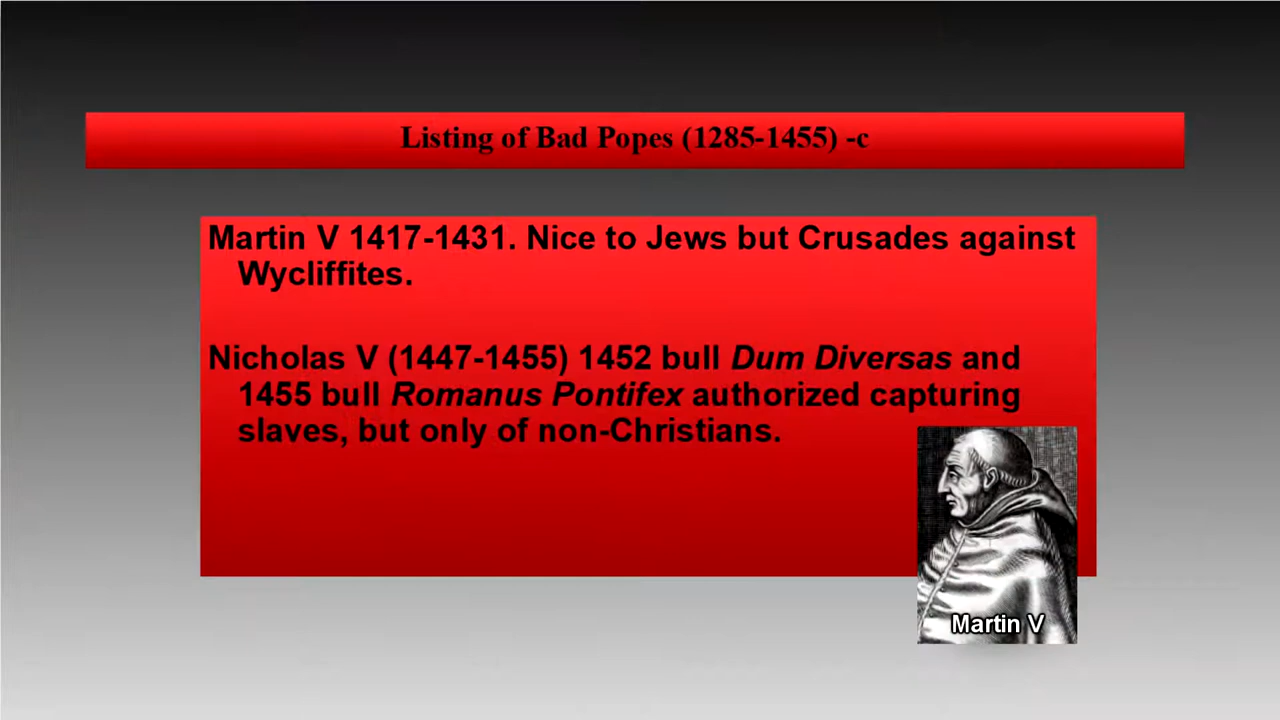 Listing of Bad Popes (1285-1455) -c
Martin V 1417-1431. Nice to Jews but Crusades against
Wycliffites.
Nicholas V (1447-1455) 1452 bull Dum Diversas and
1455 bull Romanus Pontifex authorized capturing
slaves, but only of non-Christians.
Martin V